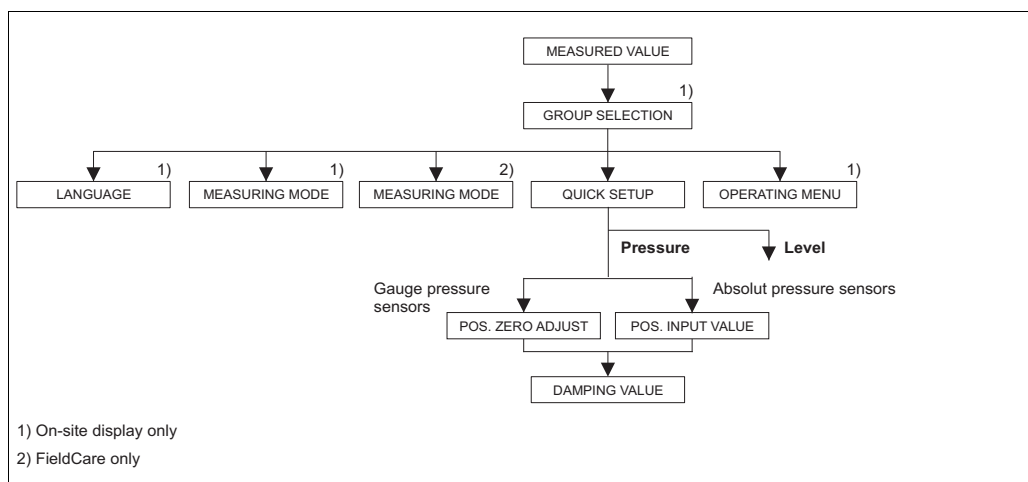 MEASURED VALUE
1)
GROUP SELECTION
1)
1)
2)
1)
LANGUAGE
MEASURING MODE
MEASURING MODE
QUICK SETUP
OPERATING MENU
Pressure
Level
Gauge pressure
sensors
Absolut pressure sensors
POS. ZERO ADJUST
POS. INPUT VALUE
DAMPING VALUE
1) On-site display only
2) FieldCare only